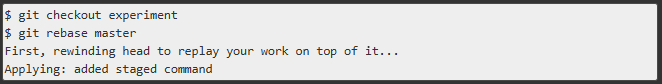 $ git checkout experiment
$ git rebase master
First, rewinding head to replay your work on top of it...
Applying: added staged command